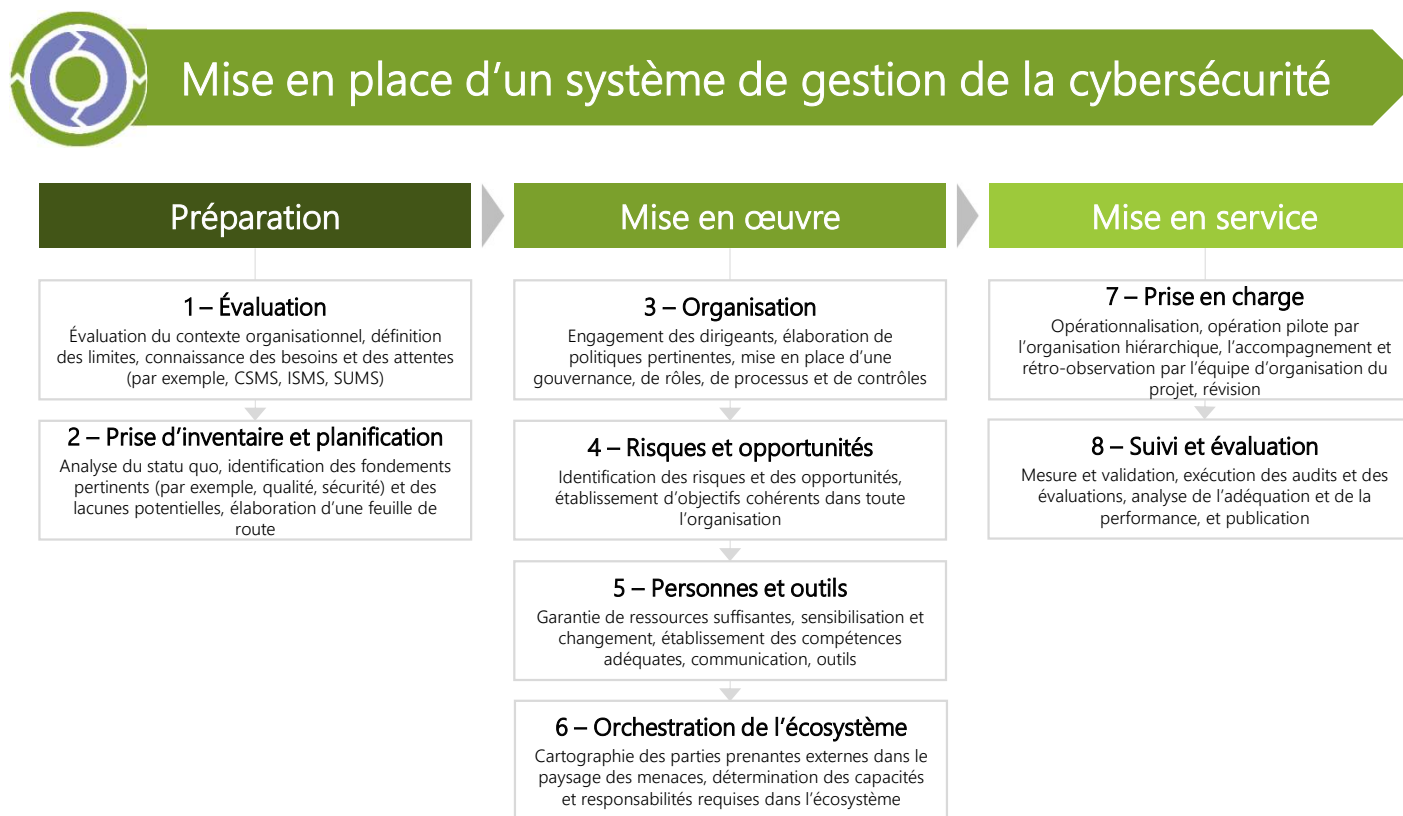 Mise en place d’un système de gestion de la cybersécurité
Préparation
1 – Évaluation
Évaluation du contexte organisationnel, définition
des limites, connaissance des besoins et des attentes
(par exemple, CSMS, ISMS, SUMS)
2 – Prise d’inventaire et planification
Analyse du statu quo, identification des fondements
pertinents (par exemple, qualité, sécurité) et des
lacunes potentielles, élaboration d’une feuille de
route
Mise en œuvre
3 – Organisation
Engagement des dirigeants, élaboration de
politiques pertinentes, mise en place d’une
gouvernance, de rôles, de processus et de contrôles
4 – Risques et opportunités
Identification des risques et des opportunités,
établissement d’objectifs cohérents dans toute
l’organisation
5 – Personnes et outils
Garantie de ressources suffisantes, sensibilisation et
changement, établissement des compétences
adéquates, communication, outils
6 – Orchestration de l’écosystème
Cartographie des parties prenantes externes dans le
paysage des menaces, détermination des capacités
et responsabilités requises dans l’écosystème
Mise en service
7 – Prise en charge
Opérationnalisation, opération pilote par
l’organisation hiérarchique, l’accompagnement et
rétro-observation par l’équipe d’organisation du
projet, révision
8 – Suivi et évaluation
Mesure et validation, exécution des audits et des
évaluations, analyse de l’adéquation et de la
performance, et publication